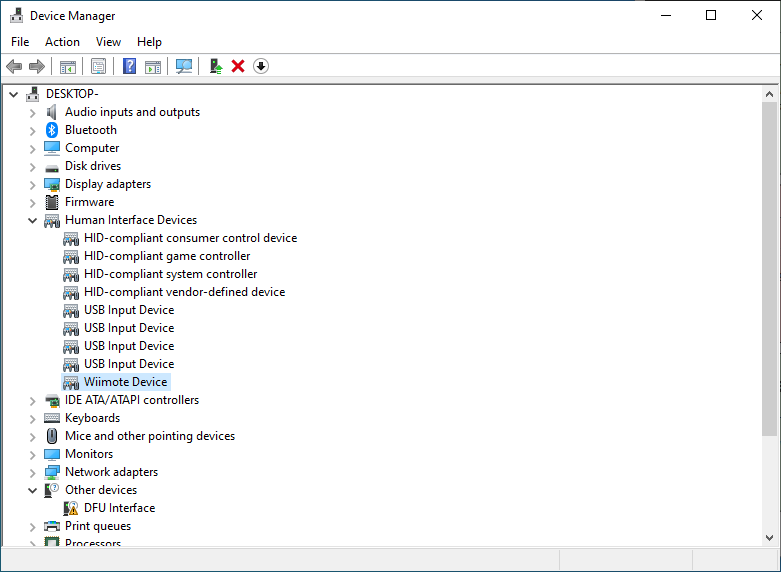 Device Manager
File Action View Help
DESKTOP-
Audio inputs and outputs
Bluetooth
Computer
Disk drives
Display adapters
Firmware
Human Interface Devices
HID-compliant consumer control device
HID-compliant game controller
HID-compliant system controller
HID-compliant vendor-defined device
USB Input Device
USB Input Device
USB Input Device
USB Input Device
Wiimote Device
IDE ATA/ATAPI controllers
Keyboards
Mice and other pointing devices
Monitors
Network adapters
Other devices
DFU Interface
Print queues
Processors